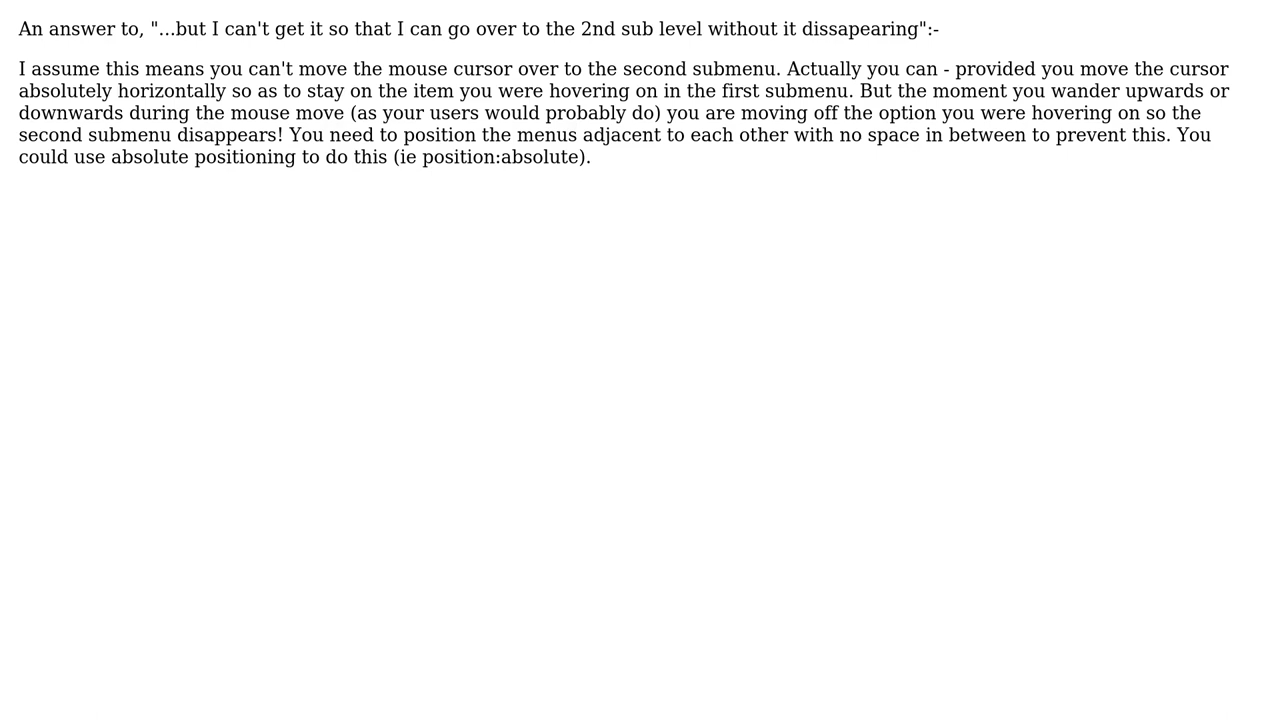 An answer to, "...but I can't get it so that I can go over to the 2nd sub level without it dissapearing":-
I assume this means you can't move the mouse cursor over to the second submenu. Actually you can - provided you move the cursor
absolutely horizontally so as to stay on the item you were hovering on in the first submenu. But the moment you wander upwards or
downwards during the mouse move (as your users would probably do) you are moving off the option you were hovering on so the
second submenu disappears! You need to position the menus adjacent to each other with no space in between to prevent this. You
could use absolute positioning to do this (ie position:absolute).